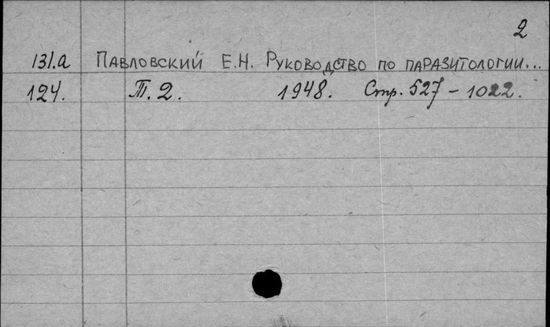 2
131.а Павловский Е.Н. Руководство по паразитологии...
124. Т. 2. 1948. Стр. 527-1022.